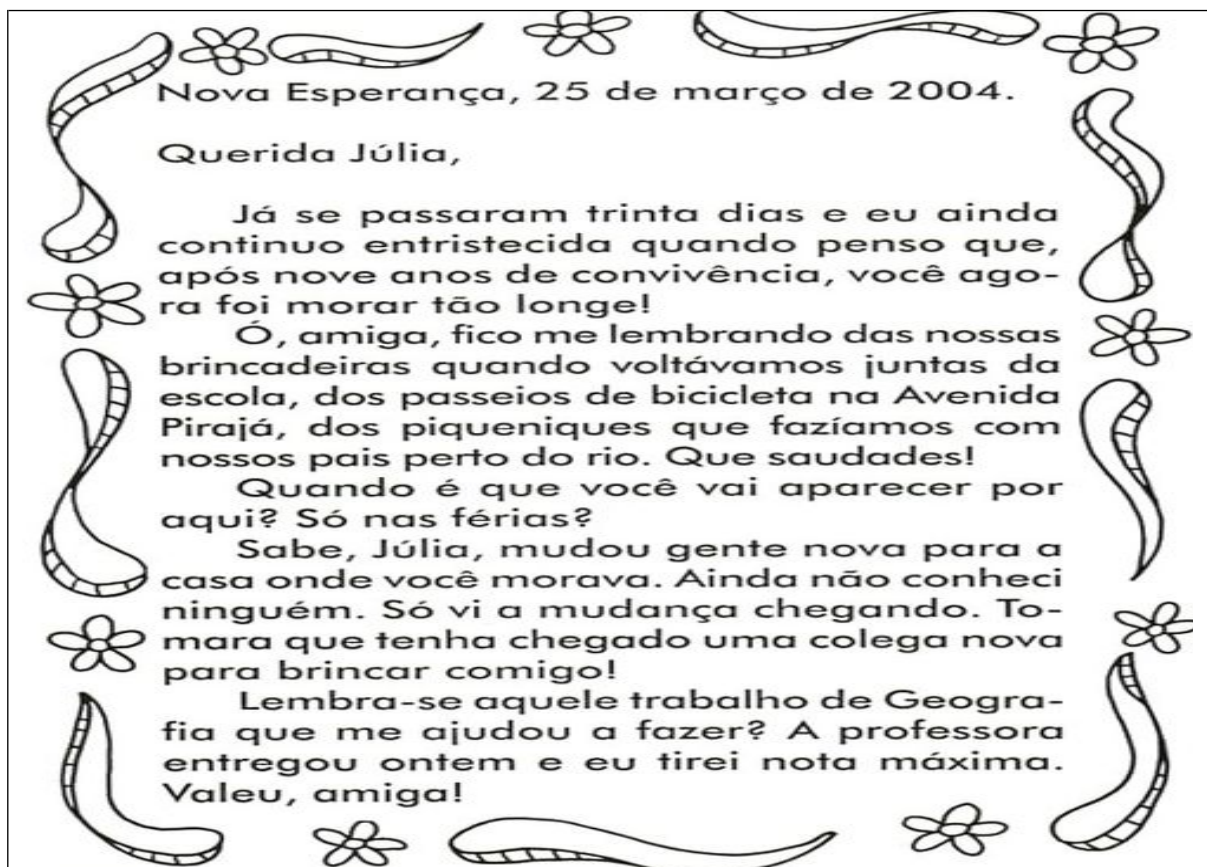 Nova Esperança, 25 de março de 2004.
Querida Júlia,
Já se passaram trinta dias e eu ainda
continuo entristecida quando penso que,
após nove anos de convivência, você ago-
ra foi morar tão longe!
Ó, amiga, fico me lembrando das nossas
brincadeiras quando voltávamos juntas da
escola, dos passeios de bicicleta na Avenida
Pirajá, dos piqueniques que fazíamos com
nossos pais perto do rio. Que saudades!
Quando é que você vai aparecer por
aqui? Só nas férias?
Sabe, Júlia, mudou gente nova para a
casa onde você morava. Ainda não conheci
ninguém. Só vi a mudança chegando. To-
mara que tenha chegado uma colega nova
para brincar comigo!
Lembra-se aquele trabalho de Geogra-
fia que me ajudou a fazer? A professora
entregou ontem e eu tirei nota máxima.
Valeu, amiga!